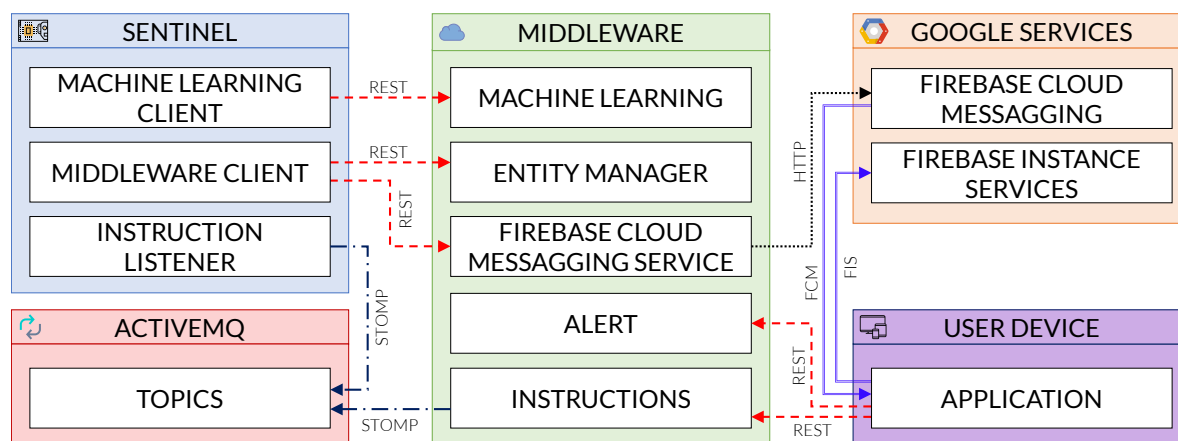 SENTINEL
MACHINE LEARNING
CLIENT
MIDDLEWARE CLIENT
INSTRUCTION
LISTENER
ACTIVEMQ
TOPICS
REST
REST
REST
STOMP
STOMP
MIDDLEWARE
MACHINE LEARNING
ENTITY MANAGER
FIREBASE CLOUD
MESSAGGING SERVICE
ALERT
INSTRUCTIONS
HTTP
FCM
FIS
REST
REST
GOOGLE SERVICES
FIREBASE CLOUD
MESSAGGING
FIREBASE INSTANCE
SERVICES
USER DEVICE
APPLICATION